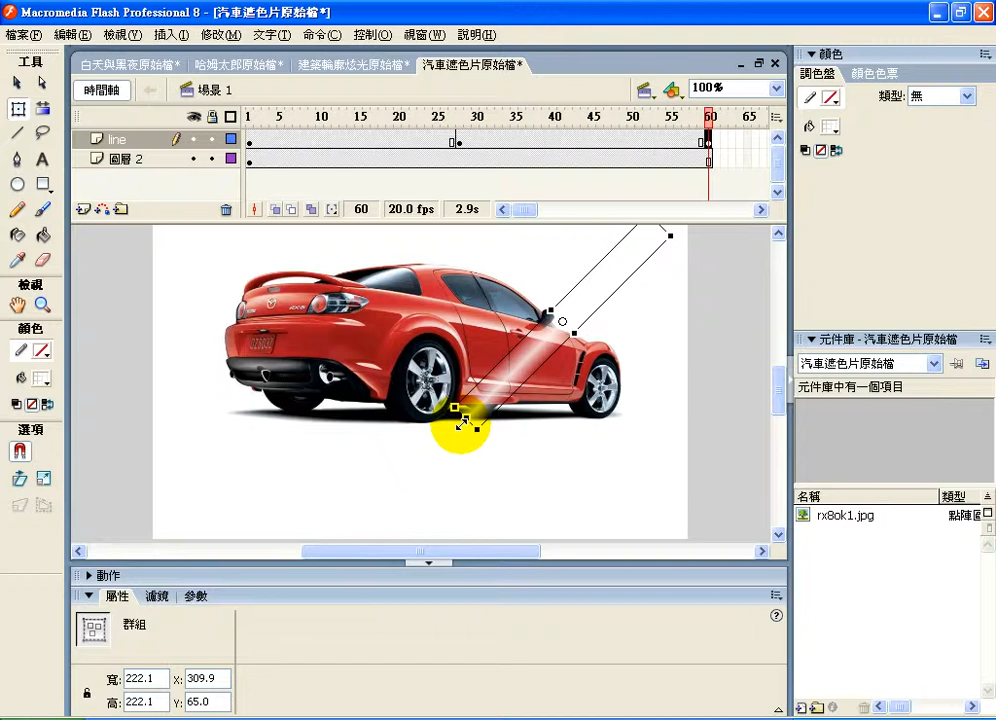 Macromedia Flash Professional 8 - [汽車遮色片原始檔*]
檔案(F) 編輯(E) 檢視(V) 插入(I) 修改(M) 文字(T) 命令(C) 控制(O) 視窗(W) 說明(H)
工具
檢視
顏色
選項
白天與黑夜原始檔* 哈姆太郎原始檔* 建築輪廓炫光原始檔* 汽車遮色片原始檔*
時間軸 場景 1 100%
1 5 10 15 20 25 30 35 40 45 50 55 60 65
line
圖層 2
60 20.0 fps 2.9s
動作
屬性 濾鏡 參數
群組
寬: 222.1 X: 309.9
高: 222.1 Y: 65.0
顏色
調色盤 顏色色票
類型: 無
元件庫 - 汽車遮色片原始檔
汽車遮色片原始檔
元件庫中有一個項目
名稱 類型
rx8ok1.jpg 點陣圖